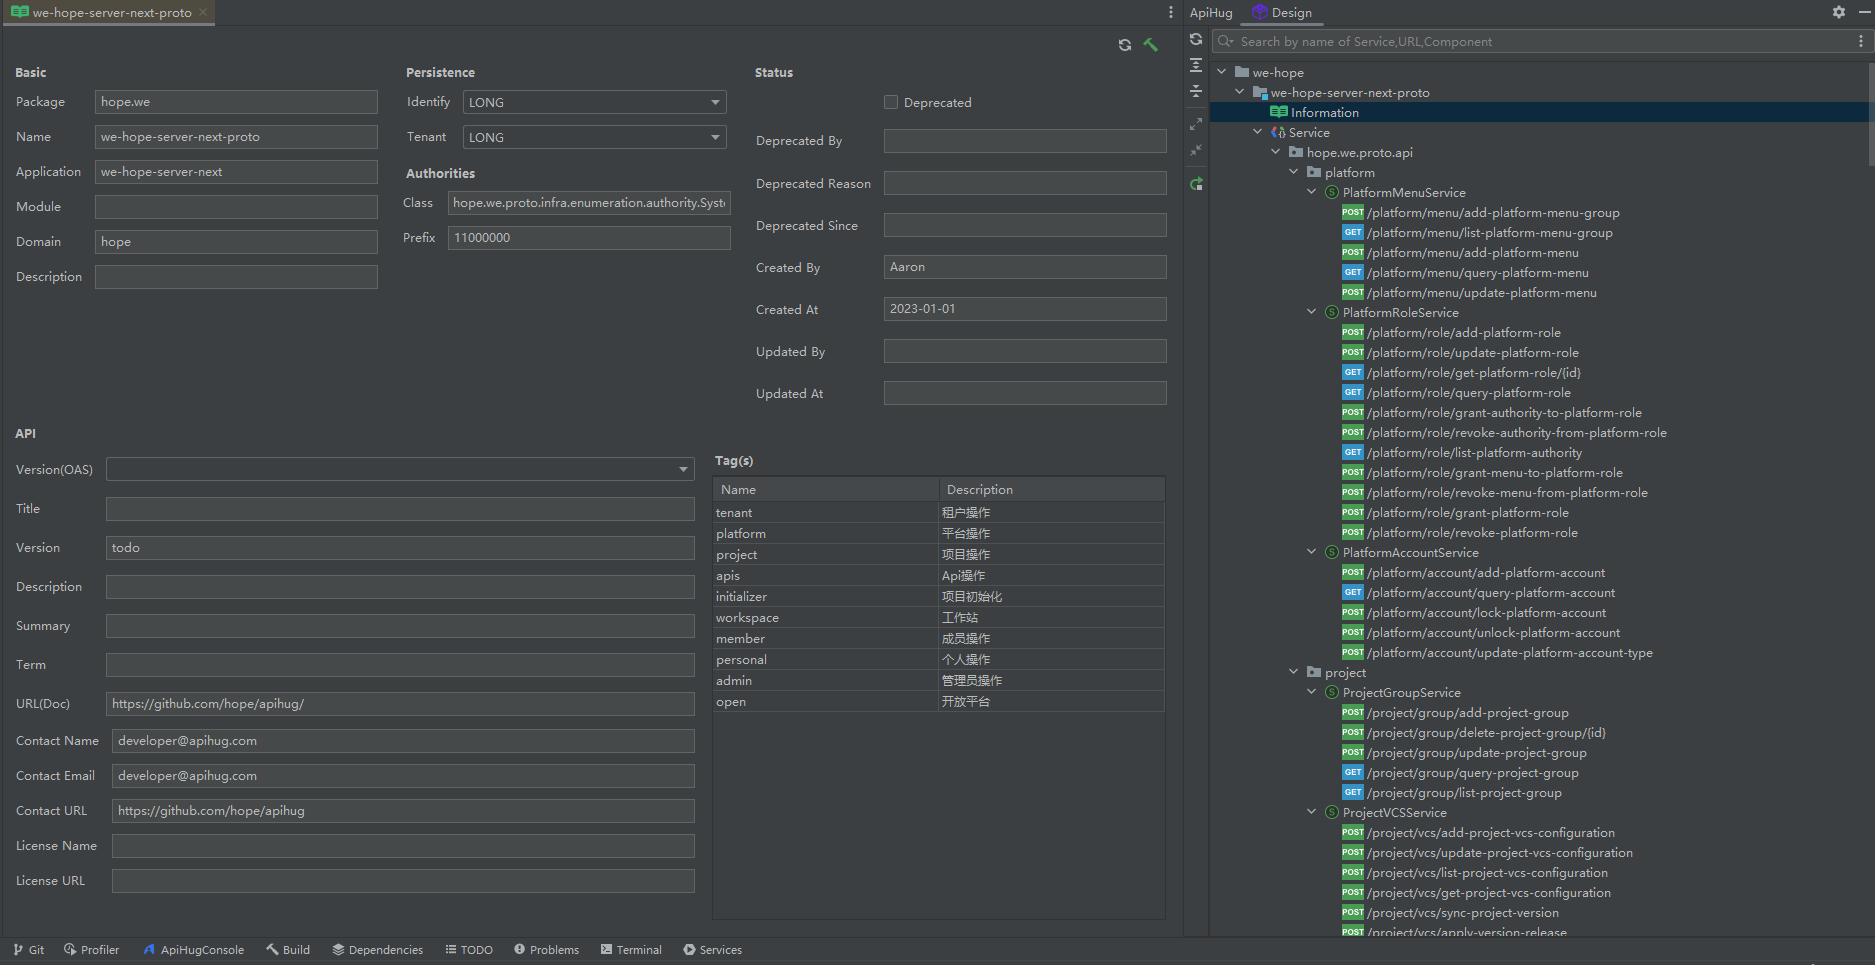 we-hope-server-next-proto
Basic
Package hope.we
Name we-hope-server-next-proto
Application we-hope-server-next
Module
Domain hope
Description
Persistence
Identify LONG
Tenant LONG
Authorities
Class hope.we.proto.infra.enumeration.authority.Syst
Prefix 11000000
Status
Deprecated
Deprecated By
Deprecated Reason
Deprecated Since
Created By Aaron
Created At 2023-01-01
Updated By
Updated At
API
Version(OAS)
Title
Version todo
Description
Summary
Term
URL(Doc) https://github.com/hope/apihug/
Contact Name developer@apihug.com
Contact Email developer@apihug.com
Contact URL https://github.com/hope/apihug
License Name
License URL
Tag(s)
Name Description
tenant 租户操作
platform 平台操作
project 项目操作
apis Api操作
initializer 项目初始化
workspace 工作站
member 成员操作
personal 个人操作
admin 管理员操作
open 开放平台
ApiHug Design
Search by name of Service,URL,Component
we-hope
we-hope-server-next-proto
Information
Service
hope.we.proto.api
platform
S PlatformMenuService
POST /platform/menu/add-platform-menu-group
GET /platform/menu/list-platform-menu-group
POST /platform/menu/add-platform-menu
GET /platform/menu/query-platform-menu
POST /platform/menu/update-platform-menu
S PlatformRoleService
POST /platform/role/add-platform-role
POST /platform/role/update-platform-role
GET /platform/role/get-platform-role/{id}
GET /platform/role/query-platform-role
POST /platform/role/grant-authority-to-platform-role
POST /platform/role/revoke-authority-from-platform-role
GET /platform/role/list-platform-authority
POST /platform/role/grant-menu-to-platform-role
POST /platform/role/revoke-menu-from-platform-role
POST /platform/role/grant-platform-role
POST /platform/role/revoke-platform-role
S PlatformAccountService
POST /platform/account/add-platform-account
GET /platform/account/query-platform-account
POST /platform/account/lock-platform-account
POST /platform/account/unlock-platform-account
POST /platform/account/update-platform-account-type
project
S ProjectGroupService
POST /project/group/add-project-group
POST /project/group/delete-project-group/{id}
POST /project/group/update-project-group
GET /project/group/query-project-group
GET /project/group/list-project-group
S ProjectVCSService
POST /project/vcs/add-project-vcs-configuration
POST /project/vcs/update-project-vcs-configuration
POST /project/vcs/list-project-vcs-configuration
POST /project/vcs/get-project-vcs-configuration
POST /project/vcs/sync-project-version
POST /project/vcs/apply-version-release
Git Profiler ApiHugConsole Build Dependencies TODO Problems Terminal Services